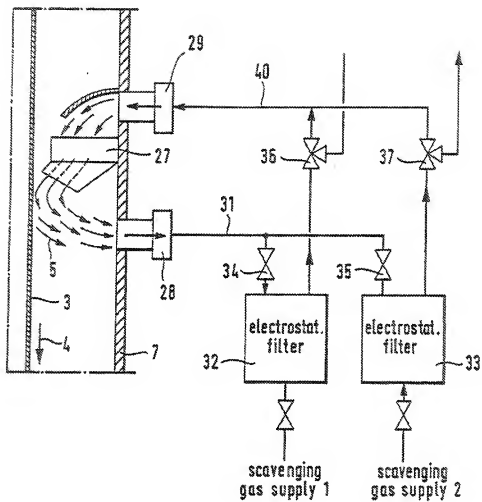 29
40
27
36
37
31
5
34
35
28
3
electrostat.
filter
electrostat.
filter
4
7
32
33
scavenging
gas supply 1
scavenging
gas supply 2